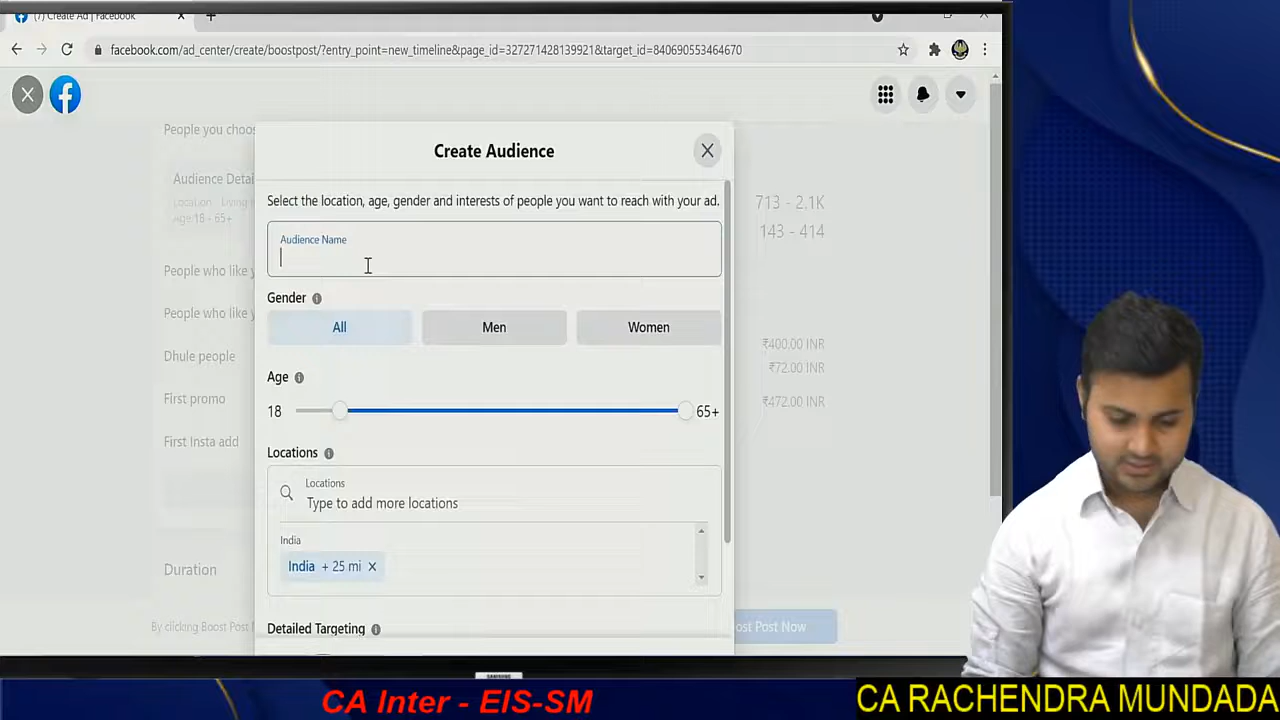 (7) Create Ad | Facebook
facebook.com/ad_center/create/boostpost/?entry_point=new_timeline&page_id=327271428139921&target_id=840690553464670
People you choos
Audience Detai
Location Living
Age 18 - 65+
People who like y
People who like y
Dhule people
First promo
First Insta add
Duration
By clicking Boost Post
Create Audience
Select the location, age, gender and interests of people you want to reach with your ad.
Audience Name
Gender
All
Men
Women
Age
18
65+
Locations
Locations
Type to add more locations
India
India + 25 mi
Detailed Targeting
713 - 2.1K
143 - 414
₹400.00 INR
₹72.00 INR
₹472.00 INR
ost Post Now
SAMSUNG
CA Inter - EIS-SM
CA RACHENDRA MUNDADA